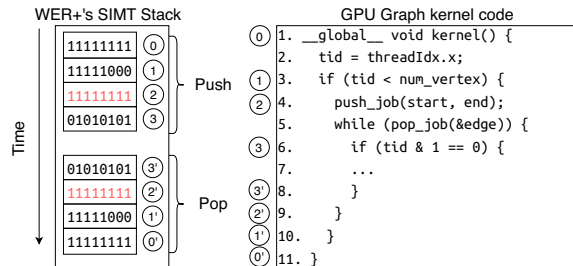 WER+'s SIMT Stack
Time
11111111 0
11111000 1
11111111 2
01010101 3
Push
01010101 3'
11111111 2'
11111000 1'
11111111 0'
Pop
GPU Graph kernel code
0 1. __global__ void kernel() {
2. tid = threadIdx.x;
1 3. if (tid < num_vertex) {
2 4. push_job(start, end);
5. while (pop_job(&edge)) {
3 6. if (tid & 1 == 0) {
7. ...
3' 8. }
2' 9. }
1' 10. }
0' 11. }